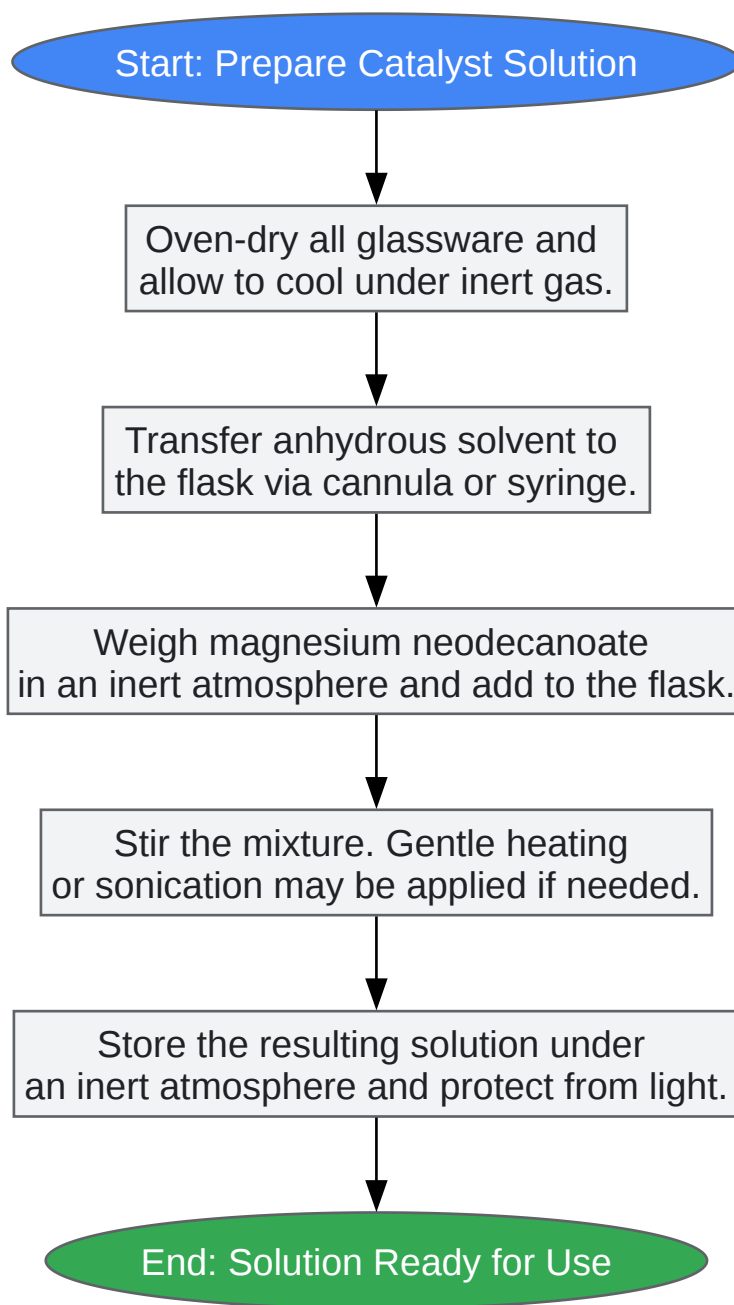 Start: Prepare Catalyst Solution
Oven-dry all glassware and
allow to cool under inert gas.
Transfer anhydrous solvent to
the flask via cannula or syringe.
Weigh magnesium neodecanoate
in an inert atmosphere and add to the flask.
Stir the mixture. Gentle heating
or sonication may be applied if needed.
Store the resulting solution under
an inert atmosphere and protect from light.
End: Solution Ready for Use